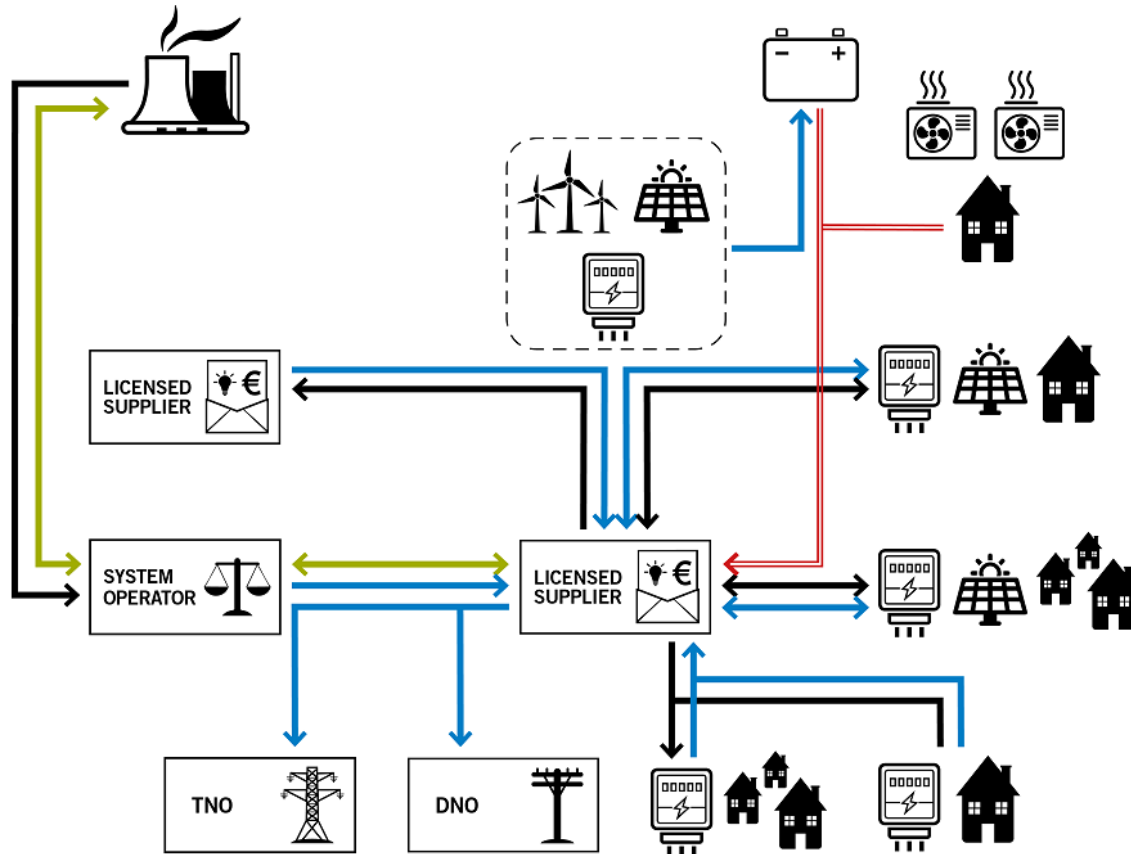 − +
LICENSED
SUPPLIER
€
SYSTEM
OPERATOR
LICENSED
SUPPLIER
€
TNO
DNO